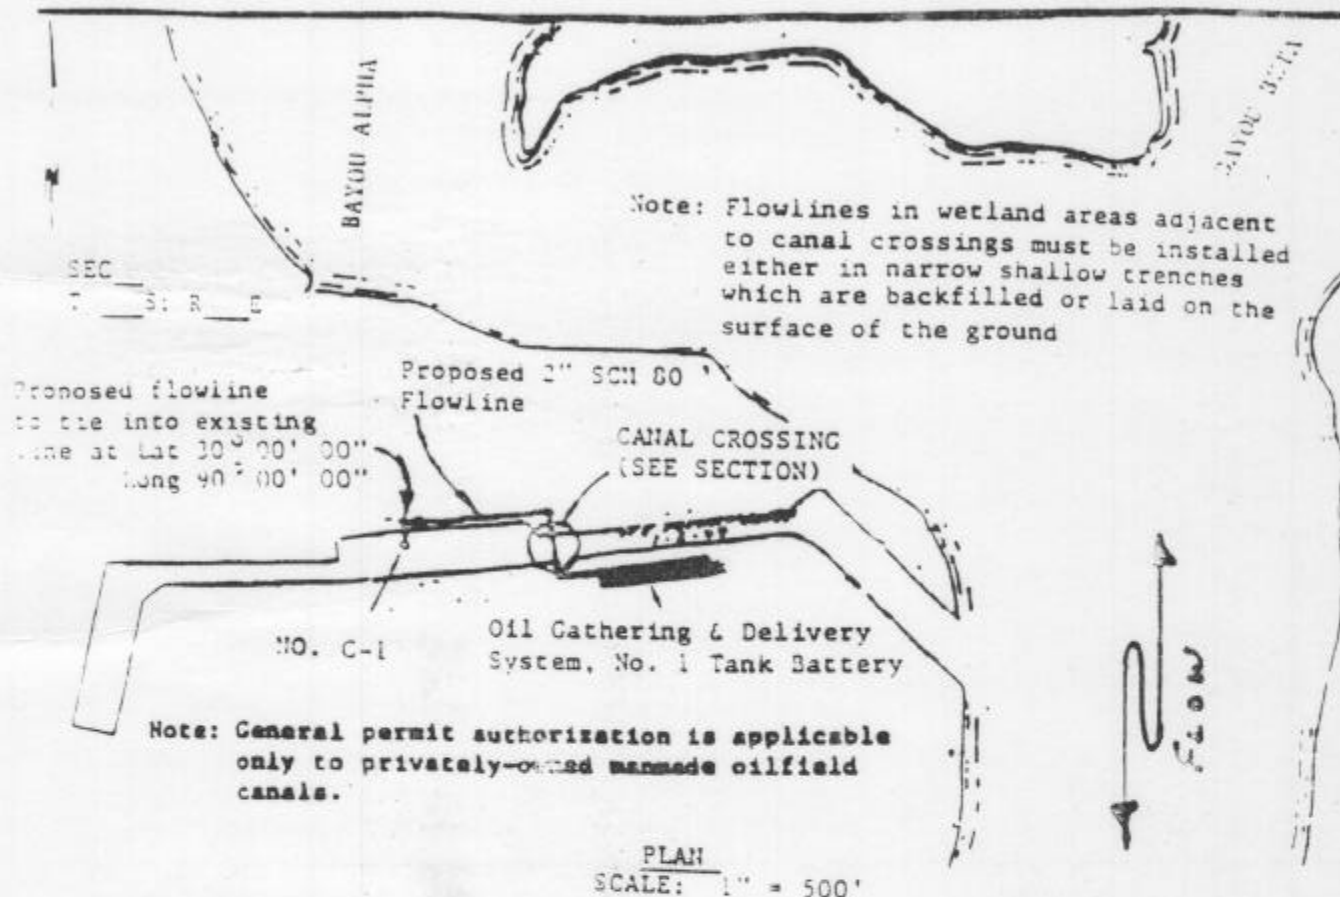 BAYOU ALPHA
BAYOU
Note: Flowlines in wetland areas adjacent
to canal crossings must be installed
either in narrow shallow trenches
which are backfilled or laid on the
surface of the ground
SEC
Proposed flowline
to tie into existing
line at Lat 30° 00' 00"
Long 90° 00' 00"
Proposed 2" SCH 80
Flowline
CANAL CROSSING
(SEE SECTION)
NO. C-1
Oil Gathering & Delivery
System, No. 1 Tank Battery
FLOW
Note: General permit authorization is applicable
only to privately-owned manmade oilfield
canals.
PLAN
SCALE: 1" = 500'